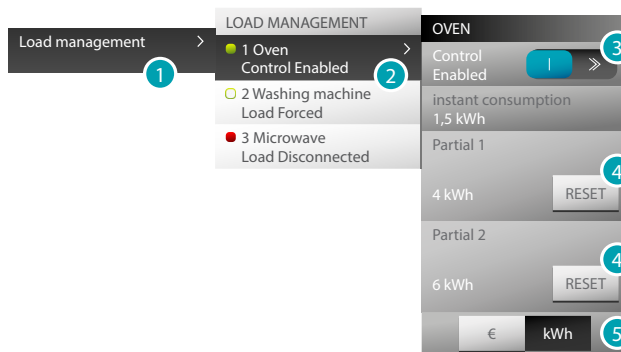 Load management
1
LOAD MANAGEMENT
1 Oven
Control Enabled
2
2 Washing machine
Load Forced
3 Microwave
Load Disconnected
OVEN
Control
Enabled
3
instant consumption
1,5 kWh
Partial 1
4
4 kWh
RESET
Partial 2
4
6 kWh
RESET
€
kWh
5